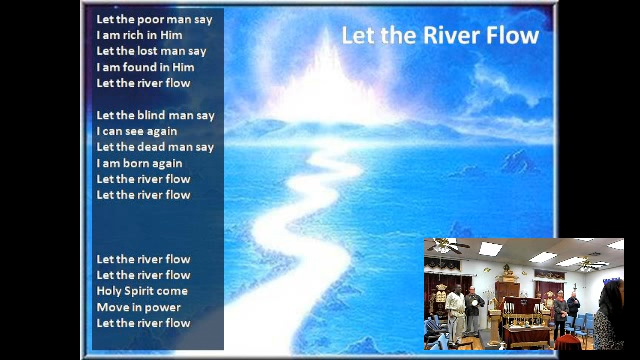 Let the River Flow
Let the poor man say
I am rich in Him
Let the lost man say
I am found in Him
Let the river flow
Let the blind man say
I can see again
Let the dead man say
I am born again
Let the river flow
Let the river flow
Let the river flow
Let the river flow
Holy Spirit come
Move in power
Let the river flow